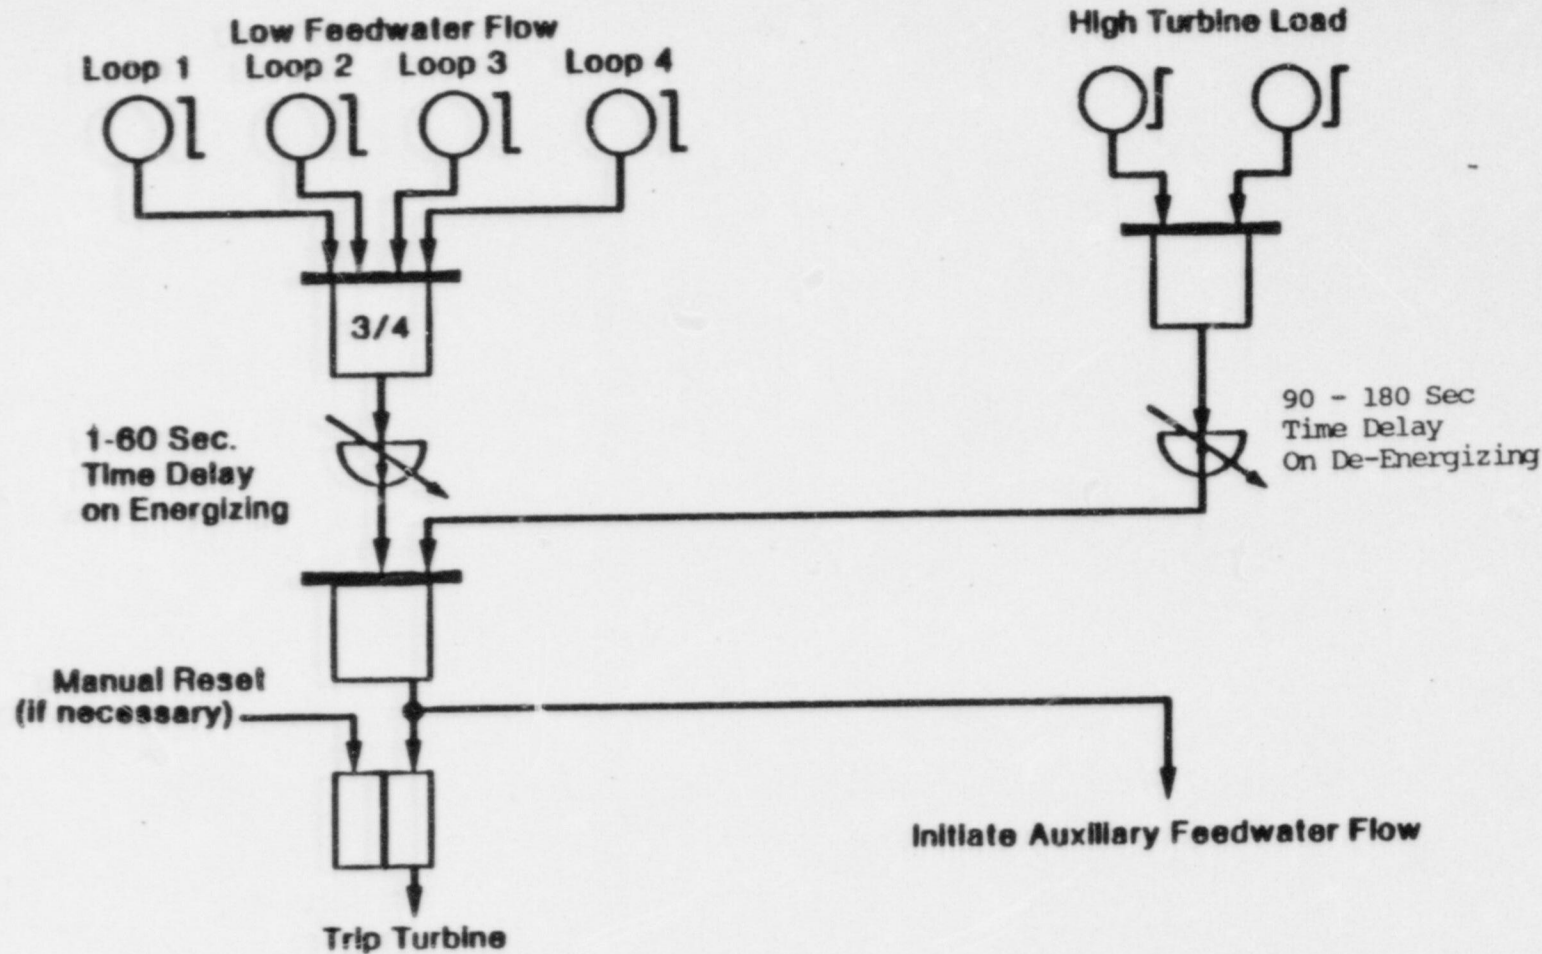 Low Feedwater Flow
Loop 1 Loop 2 Loop 3 Loop 4
High Turbine Load
3/4
1-60 Sec.
Time Delay
on Energizing
90 - 180 Sec
Time Delay
On De-Energizing
Manual Reset
(if necessary)
Initiate Auxiliary Feedwater Flow
Trip Turbine